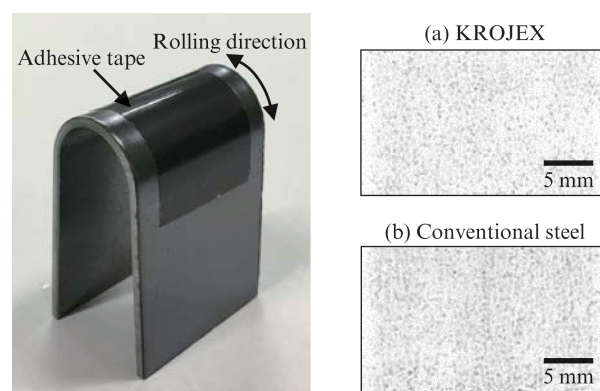 Adhesive tape
Rolling direction
(a) KROJEX
5 mm
(b) Conventional steel
5 mm